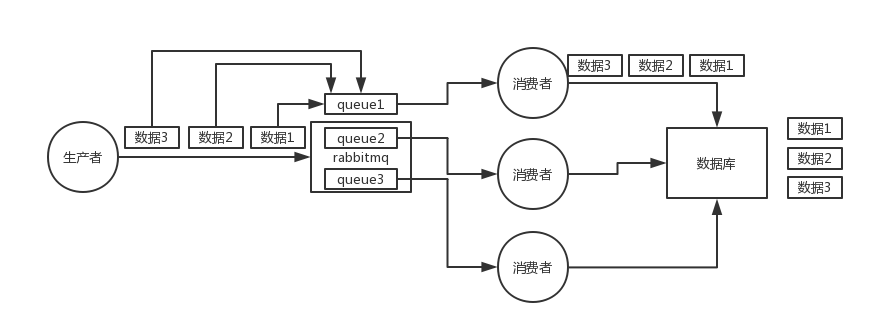 数据3
数据2
数据1
生产者
queue1
queue2
rabbitmq
queue3
消费者
数据3
数据2
数据1
消费者
消费者
数据库
数据1
数据2
数据3